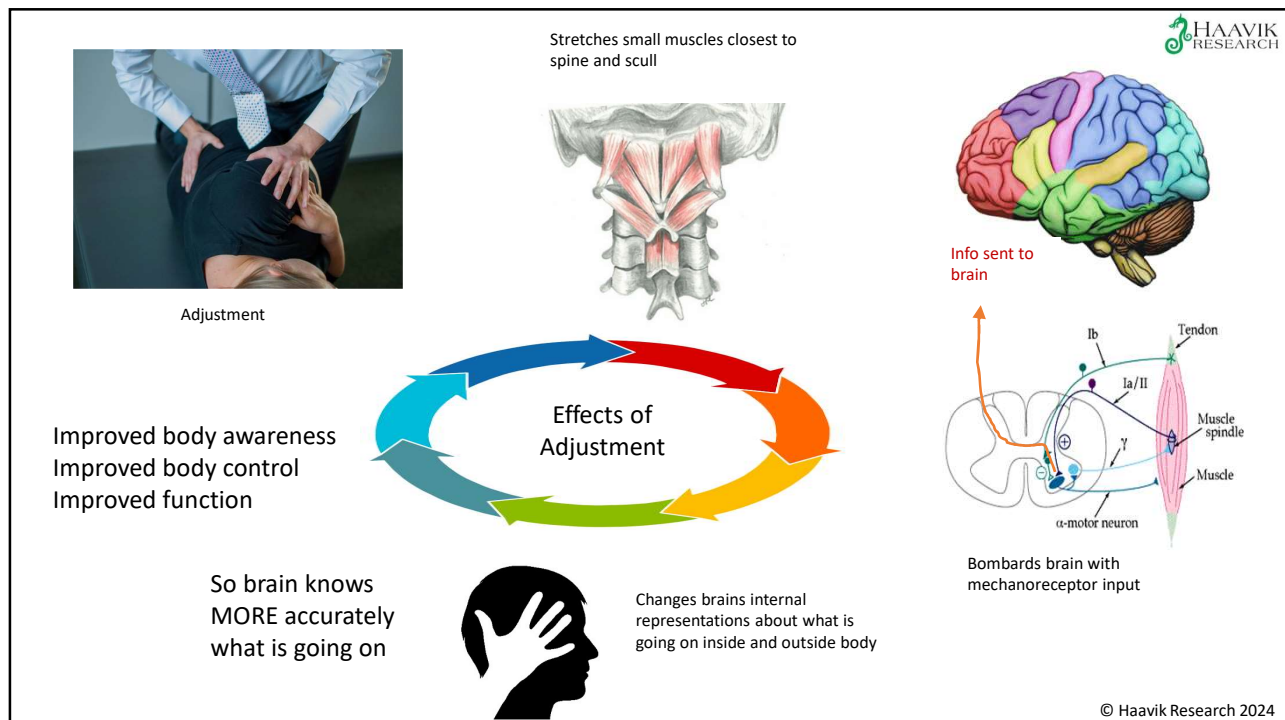 HAAVIK
RESEARCH
Stretches small muscles closest to
spine and scull
Adjustment
Info sent to
brain
Tendon
Ib
Ia/II
Muscle
spindle
γ
Muscle
α-motor neuron
+
−
Bombards brain with
mechanoreceptor input
Effects of
Adjustment
Improved body awareness
Improved body control
Improved function
So brain knows
MORE accurately
what is going on
Changes brains internal
representations about what is
going on inside and outside body
© Haavik Research 2024